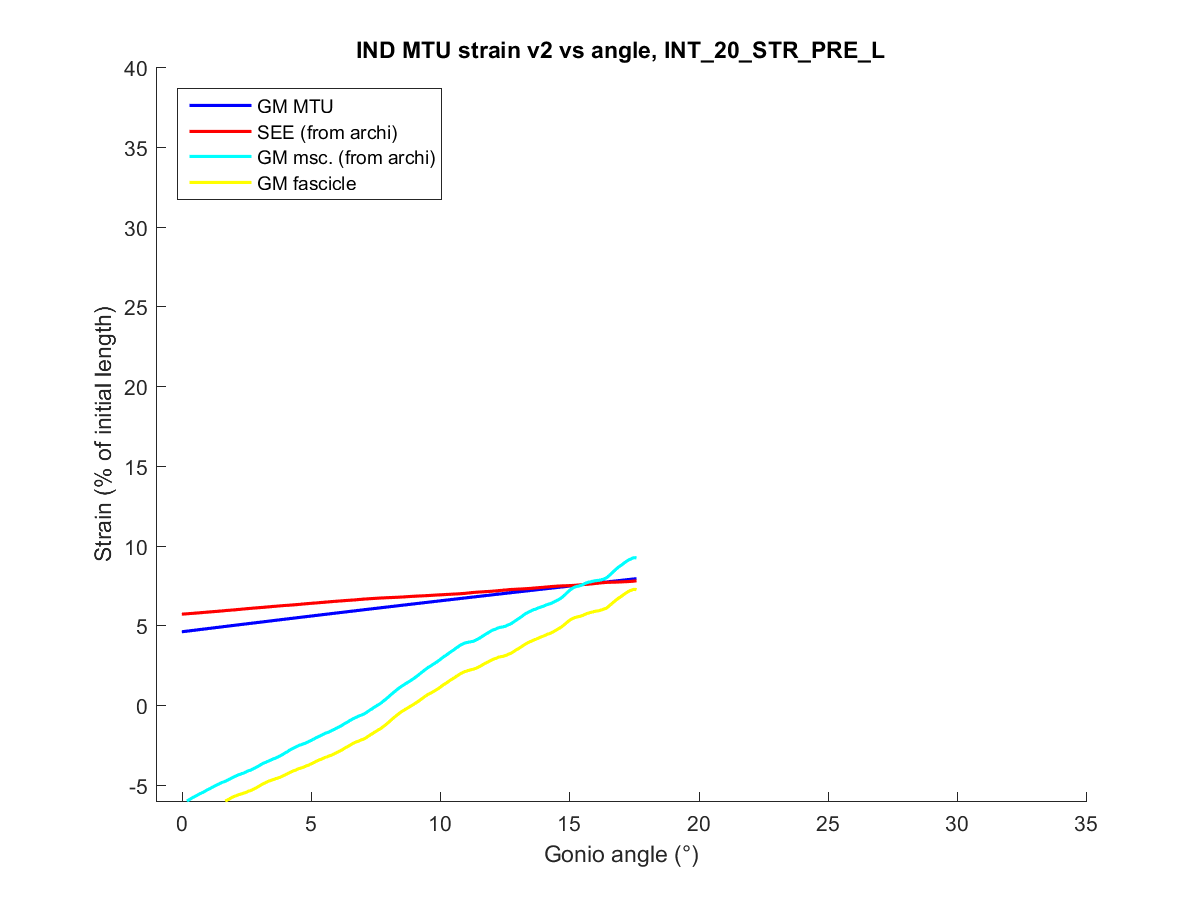 IND MTU strain v2 vs angle, INT_20_STR_PRE_L
GM MTU
SEE (from archi)
GM msc. (from archi)
GM fascicle
Strain (% of initial length)
40
35
30
25
20
15
10
5
0
-5
0 5 10 15 20 25 30 35
Gonio angle (°)